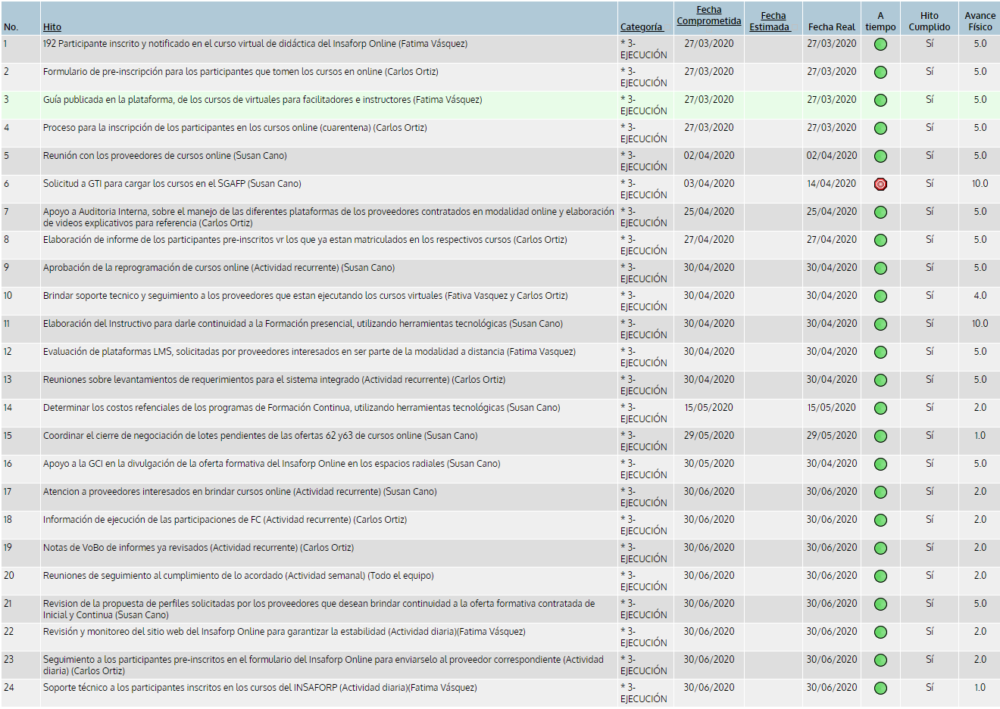 No. Hito Categoría Fecha Comprometida Fecha Estimada Fecha Real A tiempo Hito Cumplido Avance Físico
1 192 Participante inscrito y notificado en el curso virtual de didáctica del Insaforp Online (Fatima Vásquez) * 3-EJECUCIÓN 27/03/2020 27/03/2020 Sí 5.0
2 Formulario de pre-inscripción para los participantes que tomen los cursos en online (Carlos Ortiz) * 3-EJECUCIÓN 27/03/2020 27/03/2020 Sí 5.0
3 Guía publicada en la plataforma, de los cursos de virtuales para facilitadores e instructores (Fatima Vásquez) * 3-EJECUCIÓN 27/03/2020 27/03/2020 Sí 5.0
4 Proceso para la inscripción de los participantes en los cursos online (cuarentena) (Carlos Ortiz) * 3-EJECUCIÓN 27/03/2020 27/03/2020 Sí 5.0
5 Reunión con los proveedores de cursos online (Susan Cano) * 3-EJECUCIÓN 02/04/2020 02/04/2020 Sí 5.0
6 Solicitud a GTI para cargar los cursos en el SGAFP (Susan Cano) * 3-EJECUCIÓN 03/04/2020 14/04/2020 Sí 10.0
7 Apoyo a Auditoria Interna, sobre el manejo de las diferentes plataformas de los proveedores contratados en modalidad online y elaboración de videos explicativos para referencia (Carlos Ortiz) * 3-EJECUCIÓN 25/04/2020 25/04/2020 Sí 5.0
8 Elaboración de informe de los participantes pre-inscritos vr los que ya estan matriculados en los respectivos cursos (Carlos Ortiz) * 3-EJECUCIÓN 27/04/2020 27/04/2020 Sí 5.0
9 Aprobación de la reprogramación de cursos online (Actividad recurrente) (Susan Cano) * 3-EJECUCIÓN 30/04/2020 30/04/2020 Sí 5.0
10 Brindar soporte tecnico y seguimiento a los proveedores que estan ejecutando los cursos virtuales (Fativa Vasquez y Carlos Ortiz) * 3-EJECUCIÓN 30/04/2020 30/04/2020 Sí 4.0
11 Elaboración del Instructivo para darle continuidad a la Formación presencial, utilizando herramientas tecnológicas (Susan Cano) * 3-EJECUCIÓN 30/04/2020 30/04/2020 Sí 10.0
12 Evaluación de plataformas LMS, solicitadas por proveedores interesados en ser parte de la modalidad a distancia (Fatima Vasquez) * 3-EJECUCIÓN 30/04/2020 30/04/2020 Sí 5.0
13 Reuniones sobre levantamientos de requerimientos para el sistema integrado (Actividad recurrente) (Carlos Ortiz) * 3-EJECUCIÓN 30/04/2020 30/04/2020 Sí 5.0
14 Determinar los costos refenciales de los programas de Formación Continua, utilizando herramientas tecnológicas (Susan Cano) * 3-EJECUCIÓN 15/05/2020 15/05/2020 Sí 2.0
15 Coordinar el cierre de negociación de lotes pendientes de las ofertas 62 y63 de cursos online (Susan Cano) * 3-EJECUCIÓN 29/05/2020 29/05/2020 Sí 1.0
16 Apoyo a la GCI en la divulgación de la oferta formativa del Insaforp Online en los espacios radiales (Susan Cano) * 3-EJECUCIÓN 30/05/2020 30/04/2020 Sí 5.0
17 Atencion a proveedores interesados en brindar cursos online (Actividad recurrente) (Susan Cano) * 3-EJECUCIÓN 30/06/2020 30/06/2020 Sí 2.0
18 Información de ejecución de las participaciones de FC (Actividad recurrente) (Carlos Ortiz) * 3-EJECUCIÓN 30/06/2020 30/06/2020 Sí 2.0
19 Notas de VoBo de informes ya revisados (Actividad recurrente) (Carlos Ortiz) * 3-EJECUCIÓN 30/06/2020 30/06/2020 Sí 2.0
20 Reuniones de seguimiento al cumplimiento de lo acordado (Actividad semanal) (Todo el equipo) * 3-EJECUCIÓN 30/06/2020 30/06/2020 Sí 2.0
21 Revision de la propuesta de perfiles solicitadas por los proveedores que desean brindar continuidad a la oferta formativa contratada de Inicial y Continua (Susan Cano) * 3-EJECUCIÓN 30/06/2020 30/06/2020 Sí 5.0
22 Revisión y monitoreo del sitio web del Insaforp Online para garantizar la estabilidad (Actividad diaria)(Fatima Vásquez) * 3-EJECUCIÓN 30/06/2020 30/06/2020 Sí 2.0
23 Seguimiento a los participantes pre-inscritos en el formulario del Insaforp Online para enviarselo al proveedor correspondiente (Actividad diaria) (Carlos Ortiz) * 3-EJECUCIÓN 30/06/2020 30/06/2020 Sí 2.0
24 Soporte técnico a los participantes inscritos en los cursos del INSAFORP (Actividad diaria)(Fatima Vásquez) * 3-EJECUCIÓN 30/06/2020 30/06/2020 Sí 1.0